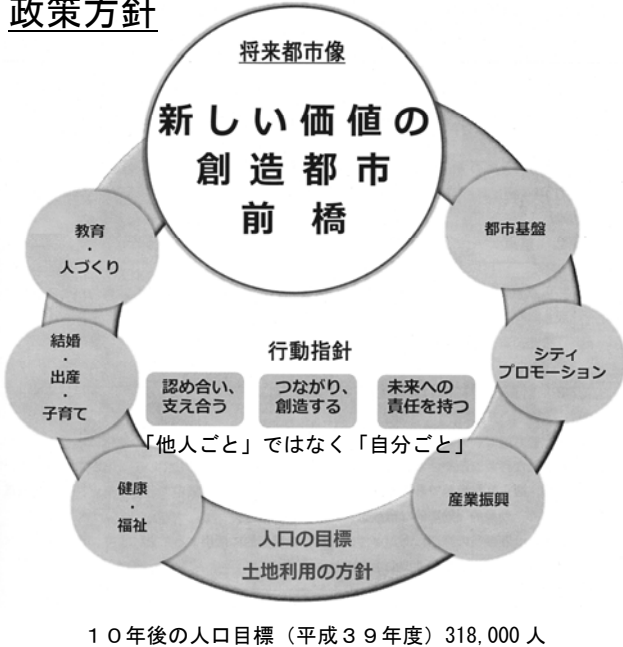 政策方針
将来都市像
新しい価値の
創造都市
前橋
教育
・
人づくり
都市基盤
結婚
・
出産
・
子育て
シティ
プロモーション
行動指針
認め合い、
支え合う
つながり、
創造する
未来への
責任を持つ
「他人ごと」ではなく「自分ごと」
健康
・
福祉
産業振興
人口の目標
土地利用の方針
１０年後の人口目標（平成３９年度）318,000人